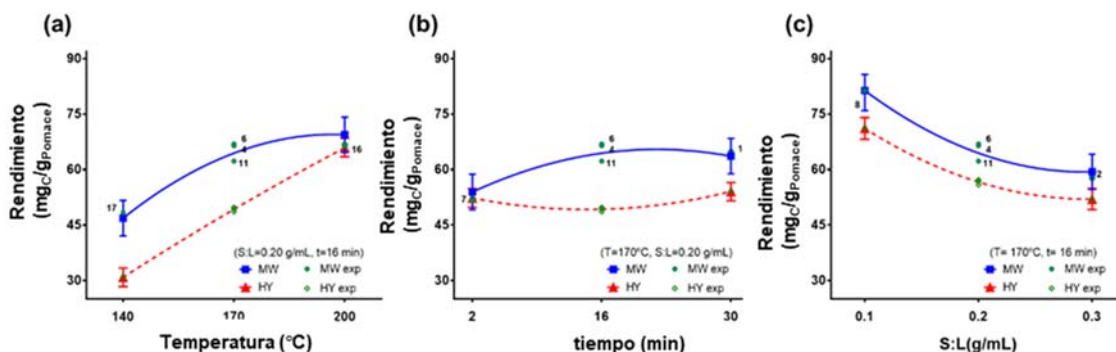 (a)
Rendimiento
(mgC/gPomace)
90
75
60
45
30
17
6
4
11
16
(S:L=0.20 g/mL, t=16 min)
MW
MW exp
HY
HY exp
140
170
200
Temperatura (°C)
(b)
Rendimiento
(mgC/gPomace)
90
75
60
45
30
7
6
4
11
1
(T=170°C, S:L=0.20 g/mL)
MW
MW exp
HY
HY exp
2
16
30
tiempo (min)
(c)
Rendimiento
(mgC/gPomace)
90
75
60
45
30
8
6
4
11
2
(T= 170°C, t= 16 min)
MW
MW exp
HY
HY exp
0.1
0.2
0.3
S:L(g/mL)